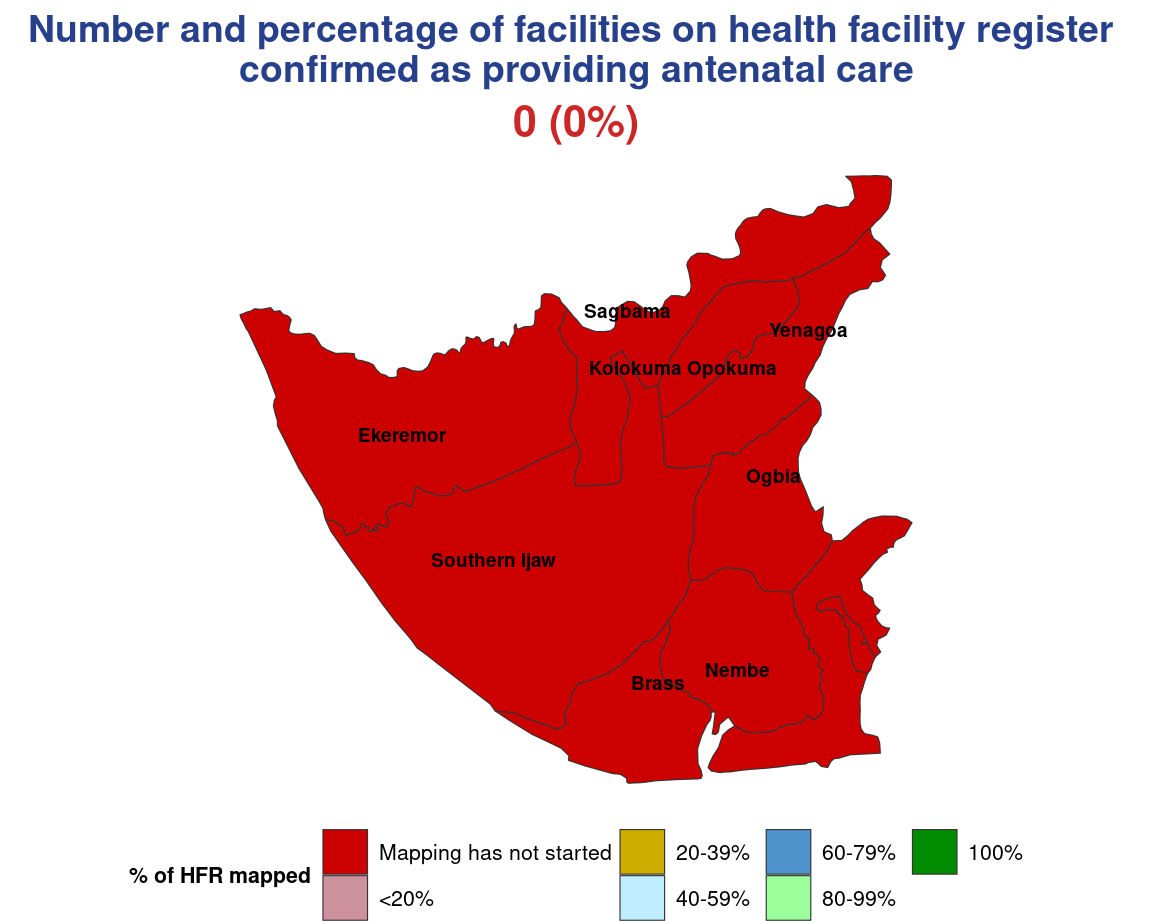 Number and percentage of facilities on health facility register
confirmed as providing antenatal care
0 (0%)
Sagbama
Yenagoa
Kolokuma Opokuma
Ekeremor
Ogbia
Southern Ijaw
Nembe
Brass
% of HFR mapped
Mapping has not started
<20%
20-39%
40-59%
60-79%
80-99%
100%